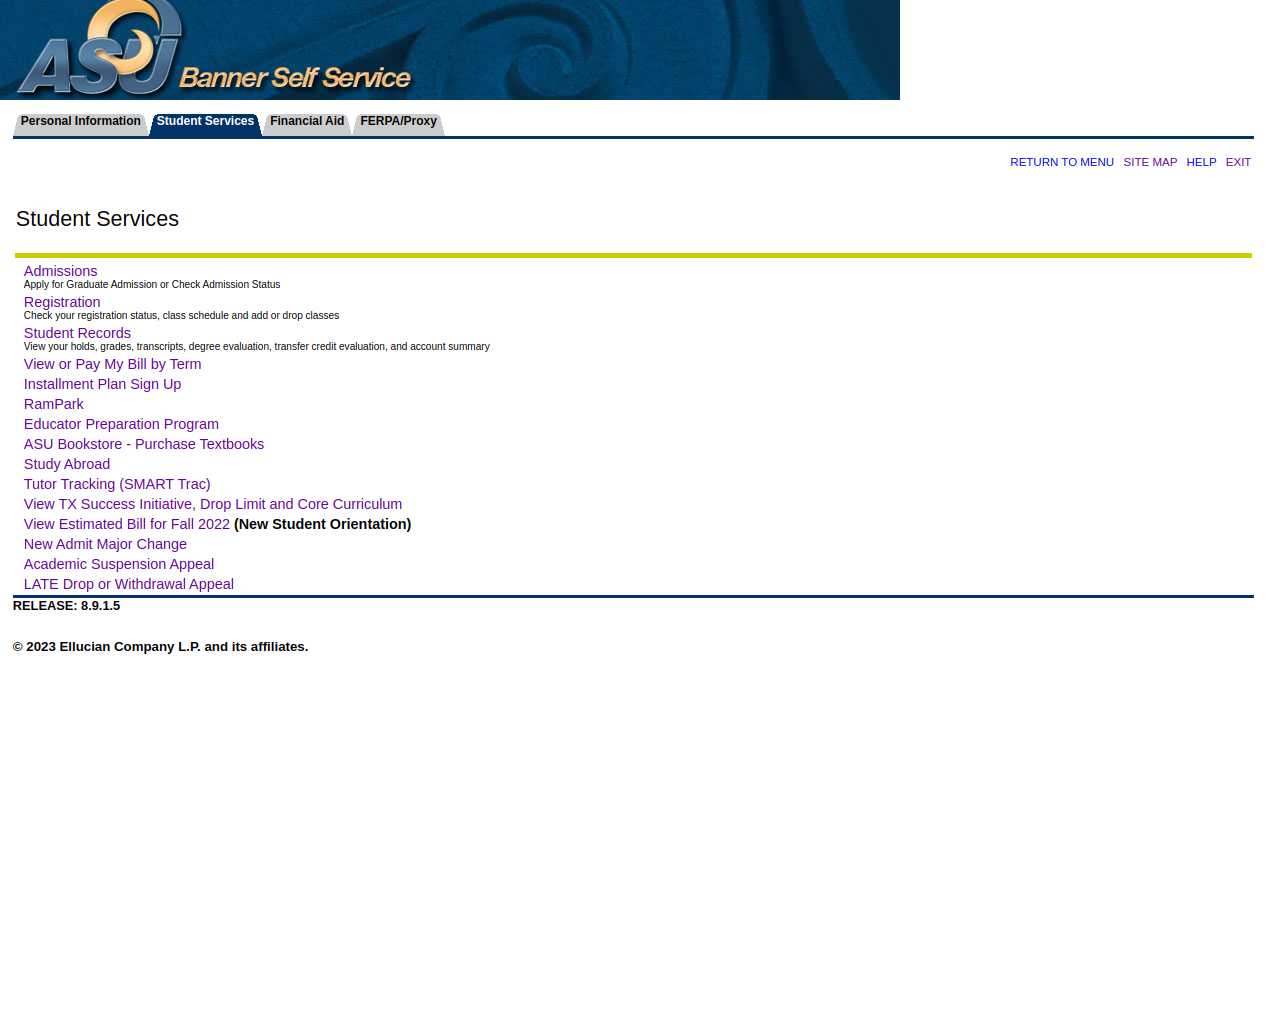 ASU Banner Self Service
Personal Information Student Services Financial Aid FERPA/Proxy
RETURN TO MENU SITE MAP HELP EXIT
Student Services
Admissions
Apply for Graduate Admission or Check Admission Status
Registration
Check your registration status, class schedule and add or drop classes
Student Records
View your holds, grades, transcripts, degree evaluation, transfer credit evaluation, and account summary
View or Pay My Bill by Term
Installment Plan Sign Up
RamPark
Educator Preparation Program
ASU Bookstore - Purchase Textbooks
Study Abroad
Tutor Tracking (SMART Trac)
View TX Success Initiative, Drop Limit and Core Curriculum
View Estimated Bill for Fall 2022 (New Student Orientation)
New Admit Major Change
Academic Suspension Appeal
LATE Drop or Withdrawal Appeal
RELEASE: 8.9.1.5
© 2023 Ellucian Company L.P. and its affiliates.